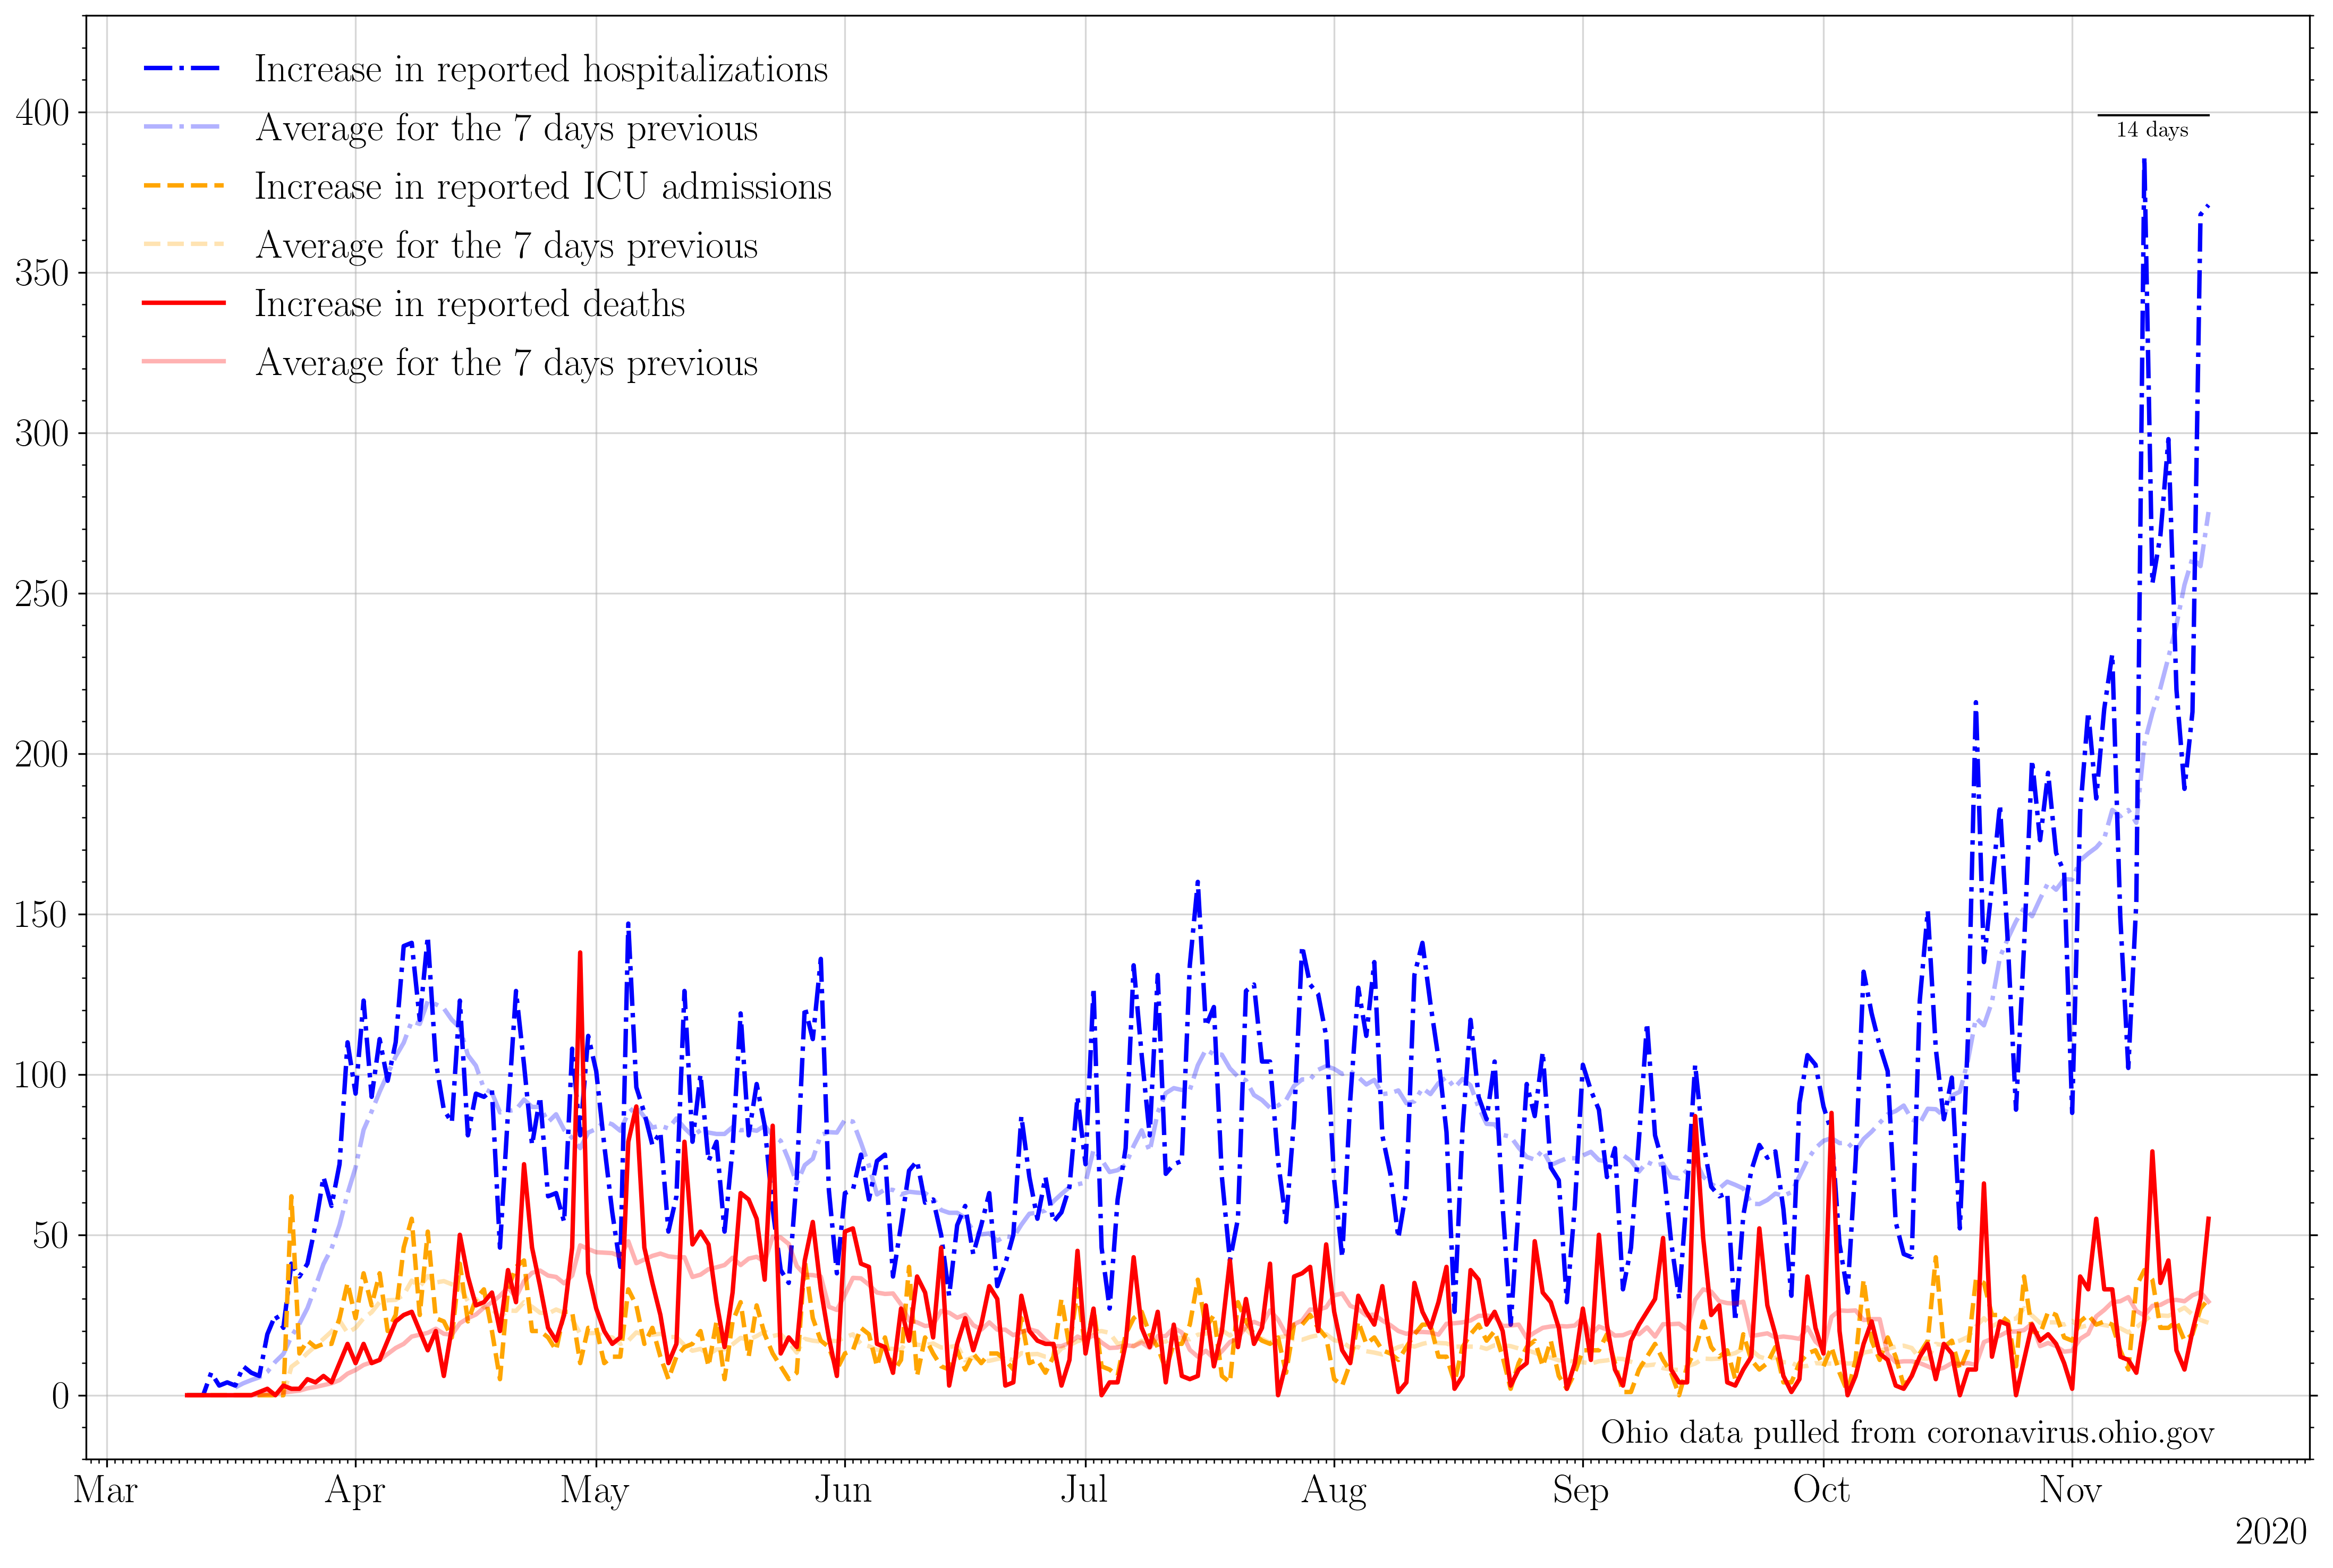 Increase in reported hospitalizations
Average for the 7 days previous
Increase in reported ICU admissions
Average for the 7 days previous
Increase in reported deaths
Average for the 7 days previous
14 days
400
350
300
250
200
150
100
50
0
Ohio data pulled from coronavirus.ohio.gov
Mar Apr May Jun Jul Aug Sep Oct Nov
2020